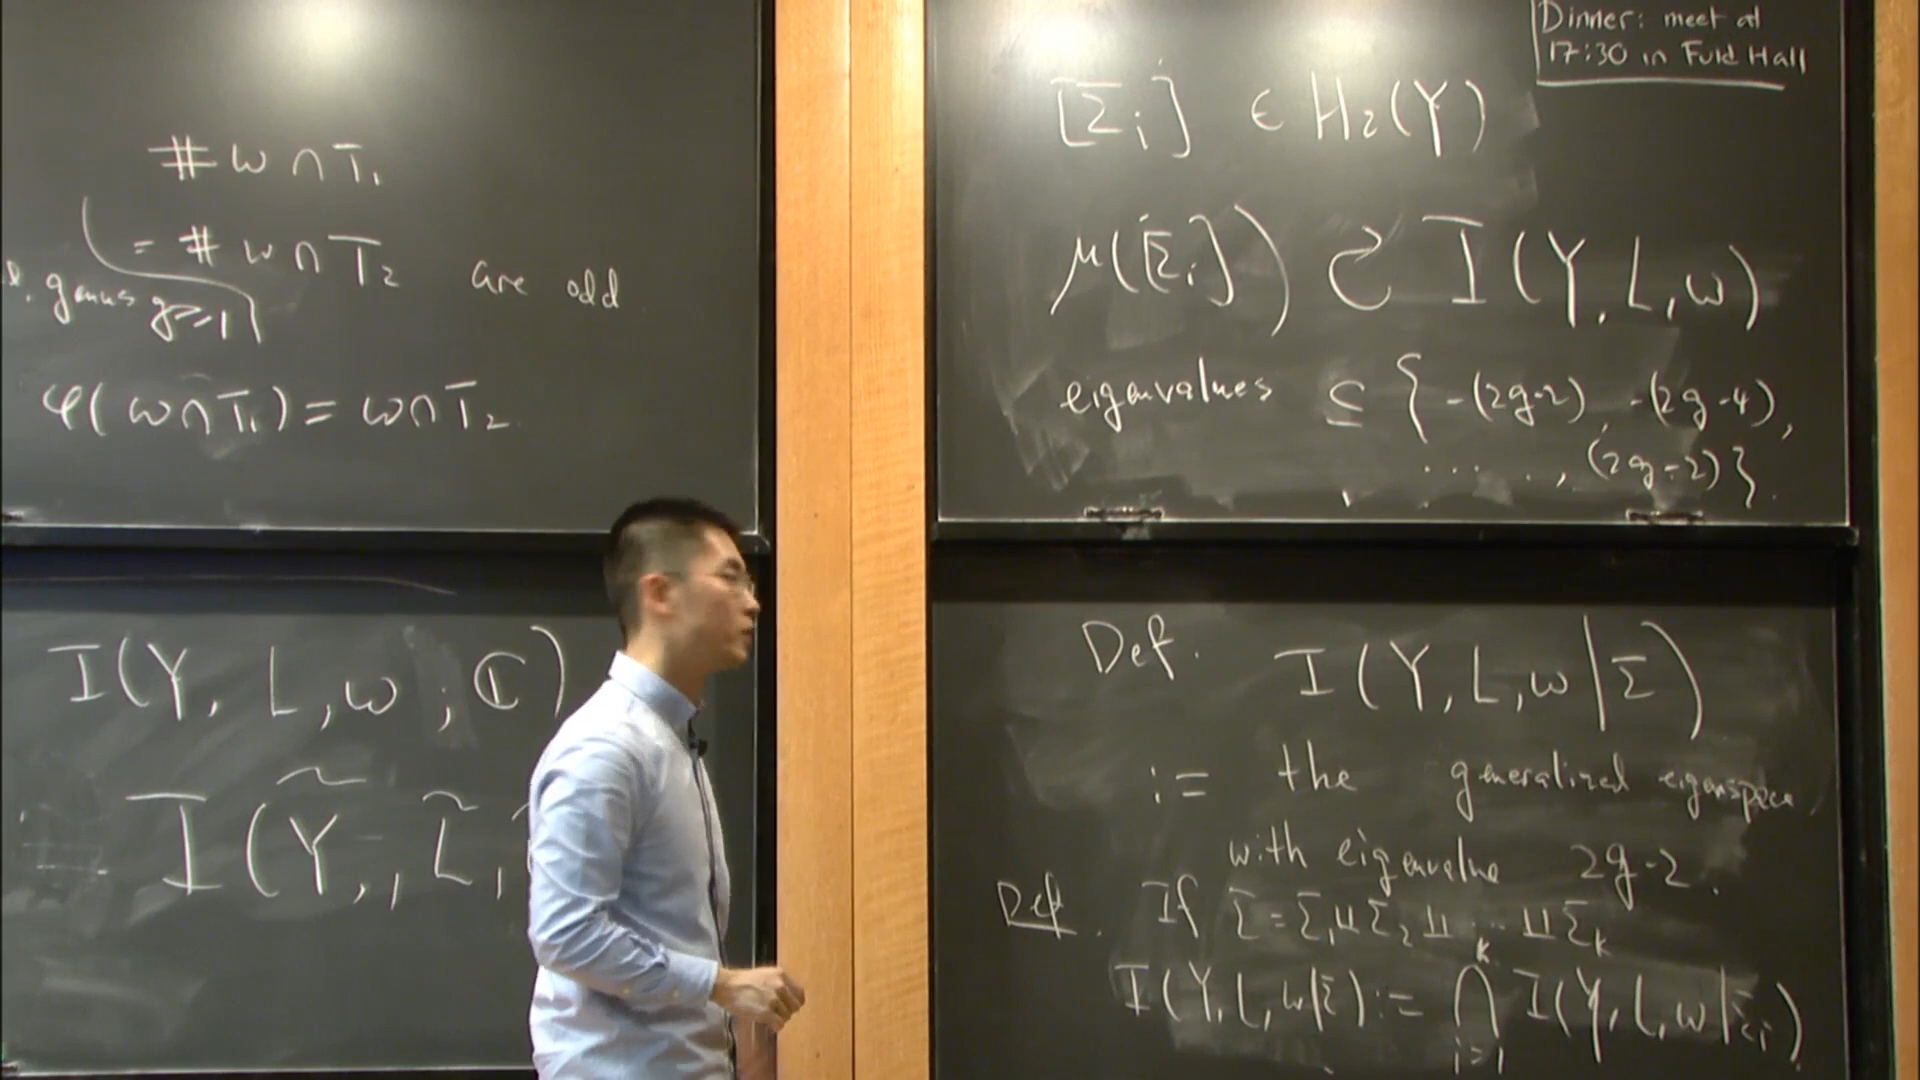 # ω ∩ T₁
= # ω ∩ T₂ are odd
genus g≥1
φ(ω∩T₁) = ω∩T₂
I(Y, L, ω; ℂ)
I(Ỹ, L̃,
Dinner: meet at
17:30 in Fuld Hall
[Σᵢ] ∈ H₂(Y)
μ([Σᵢ]) ↻ I(Y, L, ω)
eigenvalues ⊆ {-(2g-2), -(2g-4),
..., (2g-2)}.
Def. I(Y, L, ω|Σ)
:= the generalized eigenspace
with eigenvalue 2g-2.
Def. If Σ = Σ₁⊔Σ₂⊔...⊔Σₖ
I(Y, L, ω|Σ) := ⋂ᵢ₌₁ᵏ I(Y, L, ω|Σᵢ)